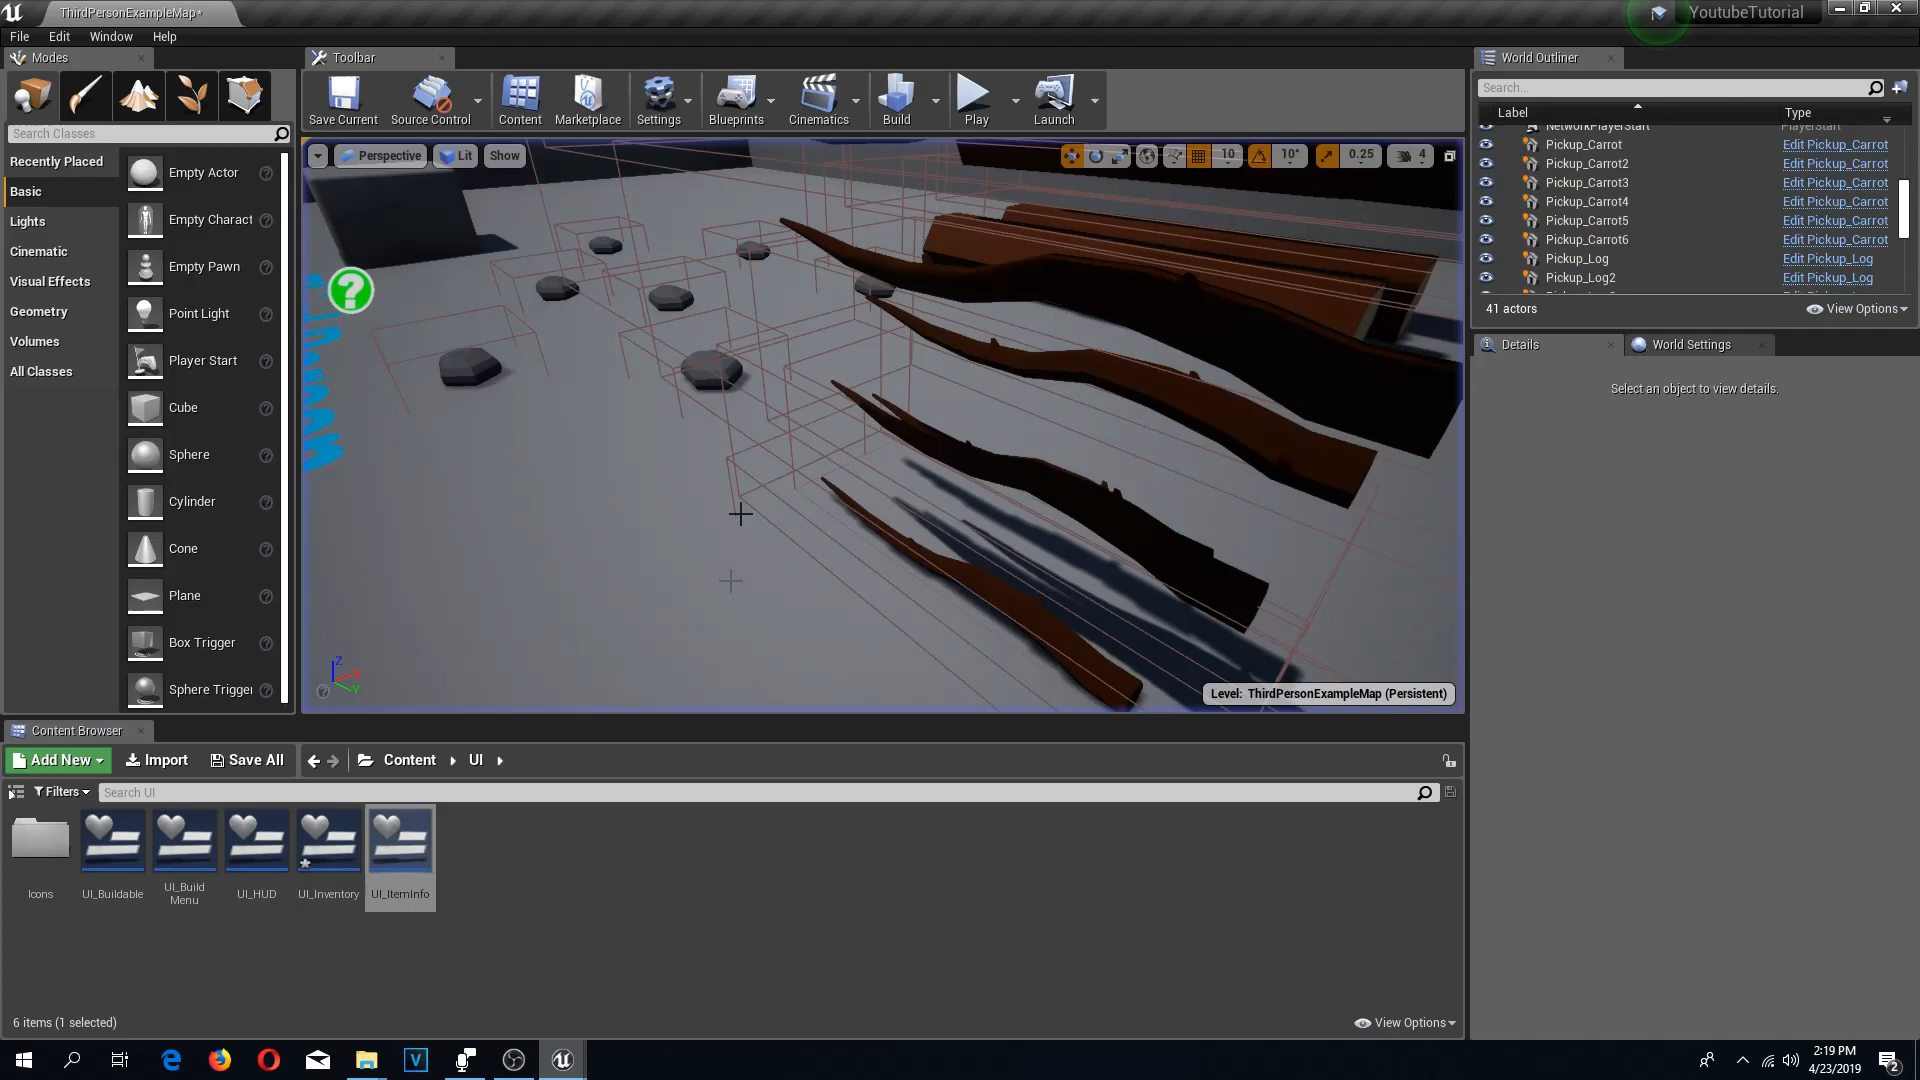 ThirdPersonExampleMap*
YoutubeTutorial
File Edit Window Help
Modes
Toolbar
World Outliner
Save Current
Source Control
Content
Marketplace
Settings
Blueprints
Cinematics
Build
Play
Launch
Search...
Label Type
Search Classes
NetworkPlayerStart PlayerStart
Pickup_Carrot Edit Pickup_Carrot
Pickup_Carrot2 Edit Pickup_Carrot
Pickup_Carrot3 Edit Pickup_Carrot
Pickup_Carrot4 Edit Pickup_Carrot
Pickup_Carrot5 Edit Pickup_Carrot
Pickup_Carrot6 Edit Pickup_Carrot
Pickup_Log Edit Pickup_Log
Pickup_Log2 Edit Pickup_Log
41 actors
View Options
Details
World Settings
Select an object to view details.
Recently Placed
Basic
Lights
Cinematic
Visual Effects
Geometry
Volumes
All Classes
Empty Actor
Empty Charact
Empty Pawn
Point Light
Player Start
Cube
Sphere
Cylinder
Cone
Plane
Box Trigger
Sphere Trigger
Perspective
Lit
Show
10
10°
0.25
4
Z
X
Y
Level: ThirdPersonExampleMap (Persistent)
Content Browser
Add New
Import
Save All
Content
UI
Filters
Search UI
Icons
UI_Buildable
UI_Build
Menu
UI_HUD
UI_Inventory
UI_ItemInfo
6 items (1 selected)
View Options
2:19 PM
4/23/2019
2